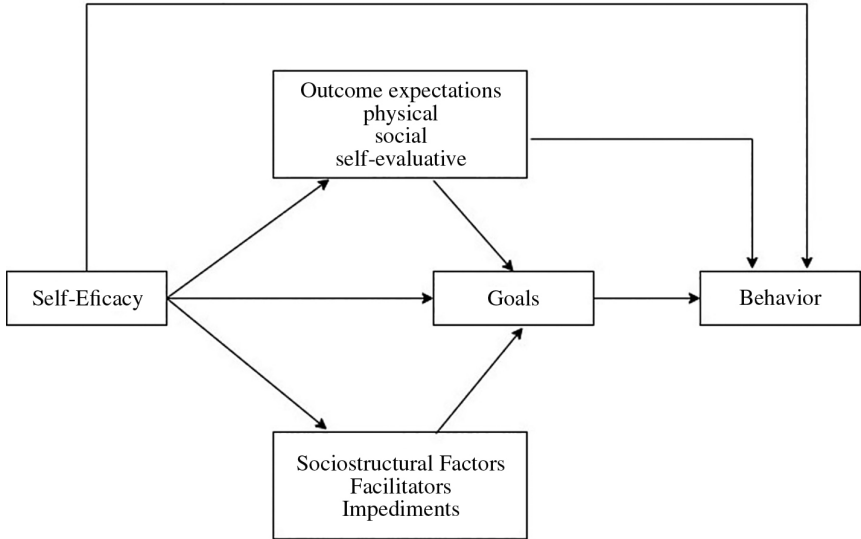 Outcome expectations
physical
social
self-evaluative
Self-Eficacy
Goals
Behavior
Sociostructural Factors
Facilitators
Impediments